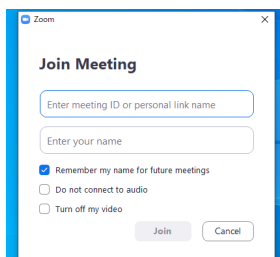 Zoom
Join Meeting
Enter meeting ID or personal link name
Enter your name
Remember my name for future meetings
Do not connect to audio
Turn off my video
Join Cancel